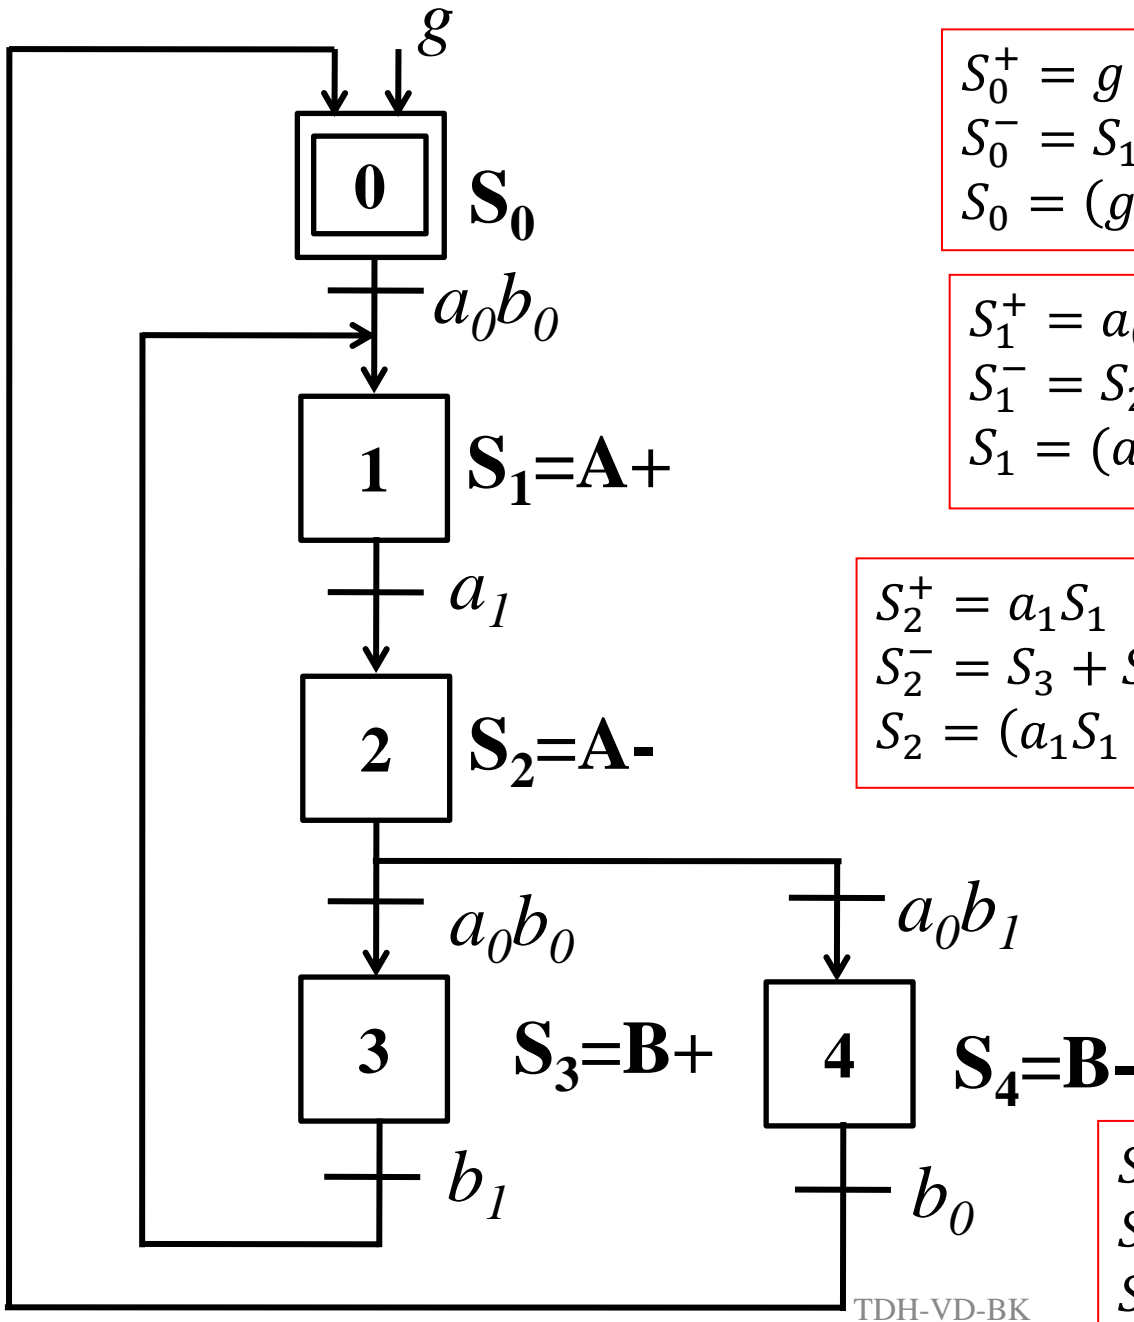 g
0
S₀
a₀b₀
1
S₁=A+
a₁
2
S₂=A-
a₀b₀
a₀b₁
3
S₃=B+
4
S₄=B-
b₁
b₀
S₀⁺ = g
S₀⁻ = S₁
S₀ = (g
S₁⁺ = a
S₁⁻ = S₂
S₁ = (a
S₂⁺ = a₁S₁
S₂⁻ = S₃ + S
S₂ = (a₁S₁
S
S
S
TDH-VD-BK